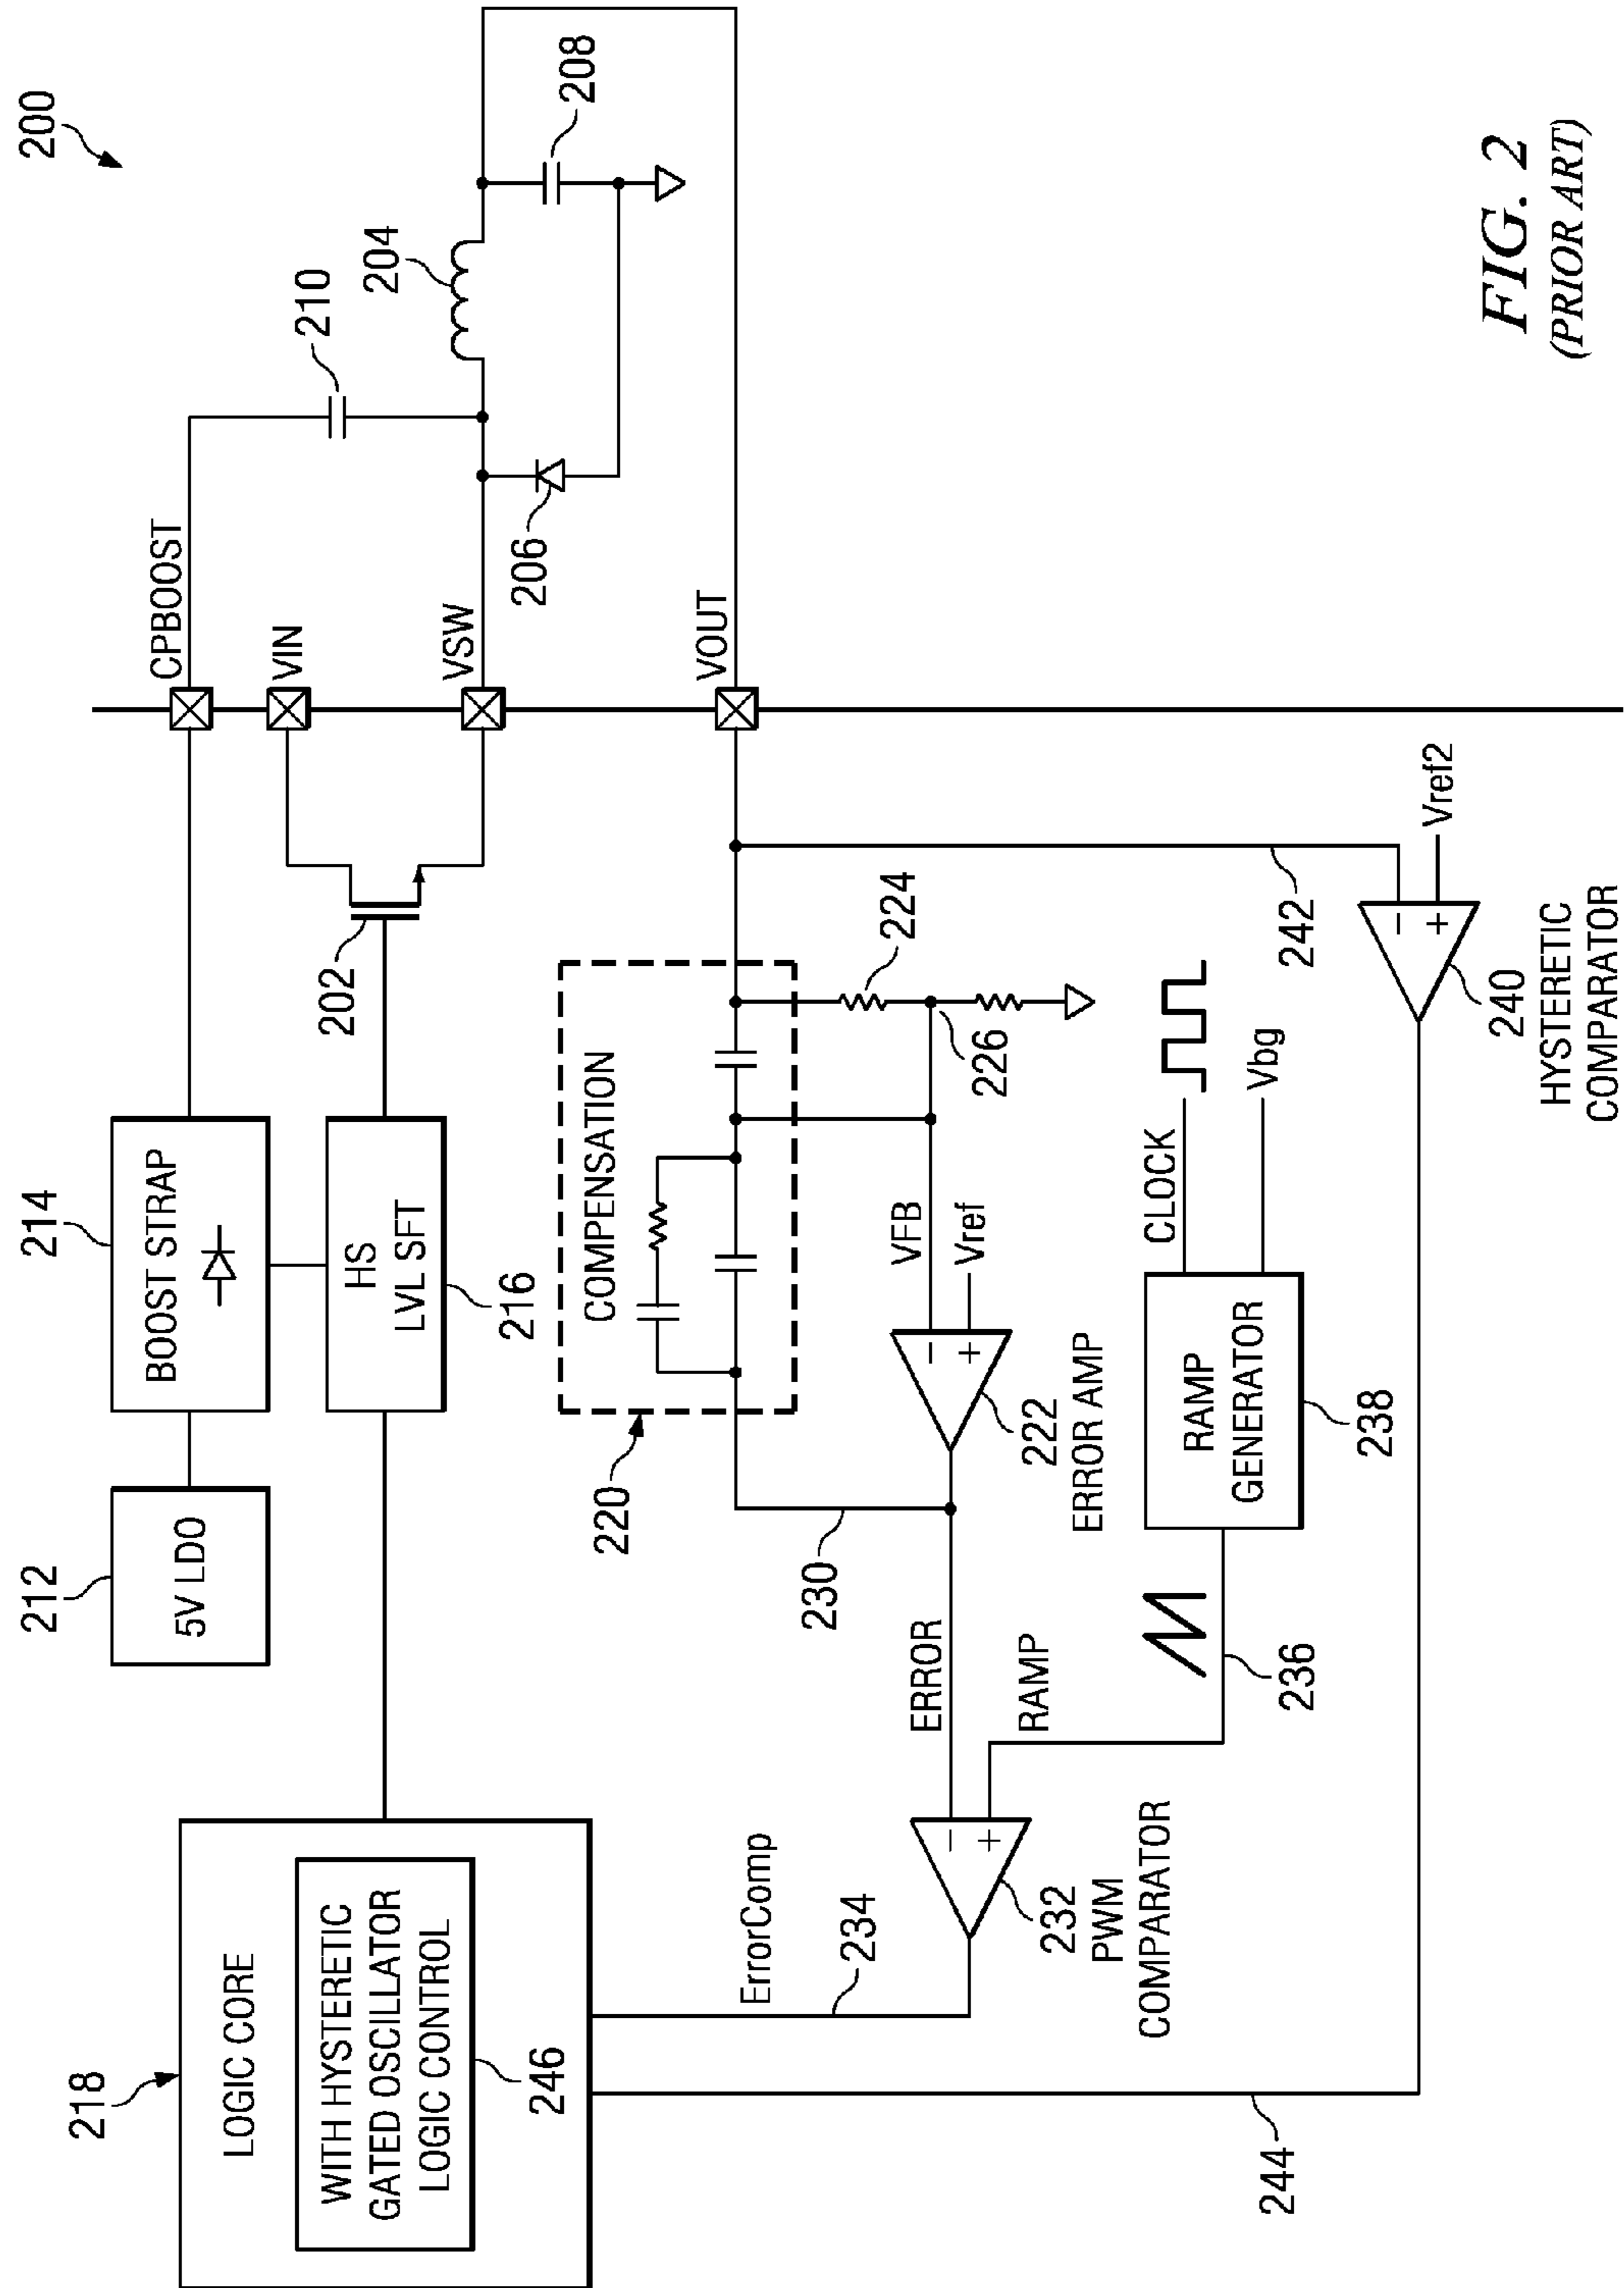 200
CPBOOST
VIN
VSW
VOUT
210
204
206
208
212
5V LDO
214
BOOST STRAP
HS
LVL SFT
216
202
218
LOGIC CORE
WITH HYSTERETIC
GATED OSCILLATOR
LOGIC CONTROL
246
220
COMPENSATION
224
226
VFB
Vref
−
+
222
ERROR AMP
230
ERROR
RAMP
−
+
232
PWM
COMPARATOR
ErrorComp
234
236
RAMP
GENERATOR
238
CLOCK
Vbg
242
Vref2
−
+
240
HYSTERETIC
COMPARATOR
244
FIG. 2
(PRIOR ART)